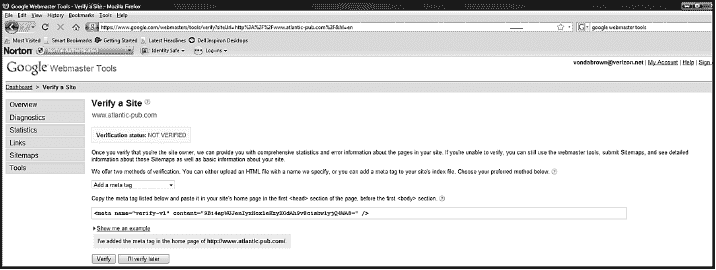 Google Webmaster Tools - Verify a Site - Mozilla Firefox
File Edit View History Bookmarks Tools Help
google webmaster tools
Most Visited Smart Bookmarks Getting Started Latest Headlines Dell Inspiron Desktops
Norton Identity Safe Log-ins
Google Webmaster Tools
vondabrown@verizon.net | My Account | Help | Sign
Dashboard > Verify a Site
Overview
Diagnostics
Statistics
Links
Sitemaps
Tools
Verify a Site
www.atlantic-pub.com
Verification status: NOT VERIFIED
Once you verify that you're the site owner, we can provide you with comprehensive statistics and error information about the pages in your site. If you're unable to verify, you can still use the webmaster tools, submit Sitemaps, and see detailed
information about those Sitemaps as well as basic information about your site.
We offer two methods of verification. You can either upload an HTML file with a name we specify, or you can add a meta tag to your site's index file. Choose your preferred method below.
Add a meta tag
Copy the meta tag listed below and paste it in your site's home page in the first <head> section of the page, before the first <body> section.
<meta name="verify-v1" content=
Show me an example
I've added the meta tag in the home page of http://www.atlantic-pub.com/.
Verify I'll verify later